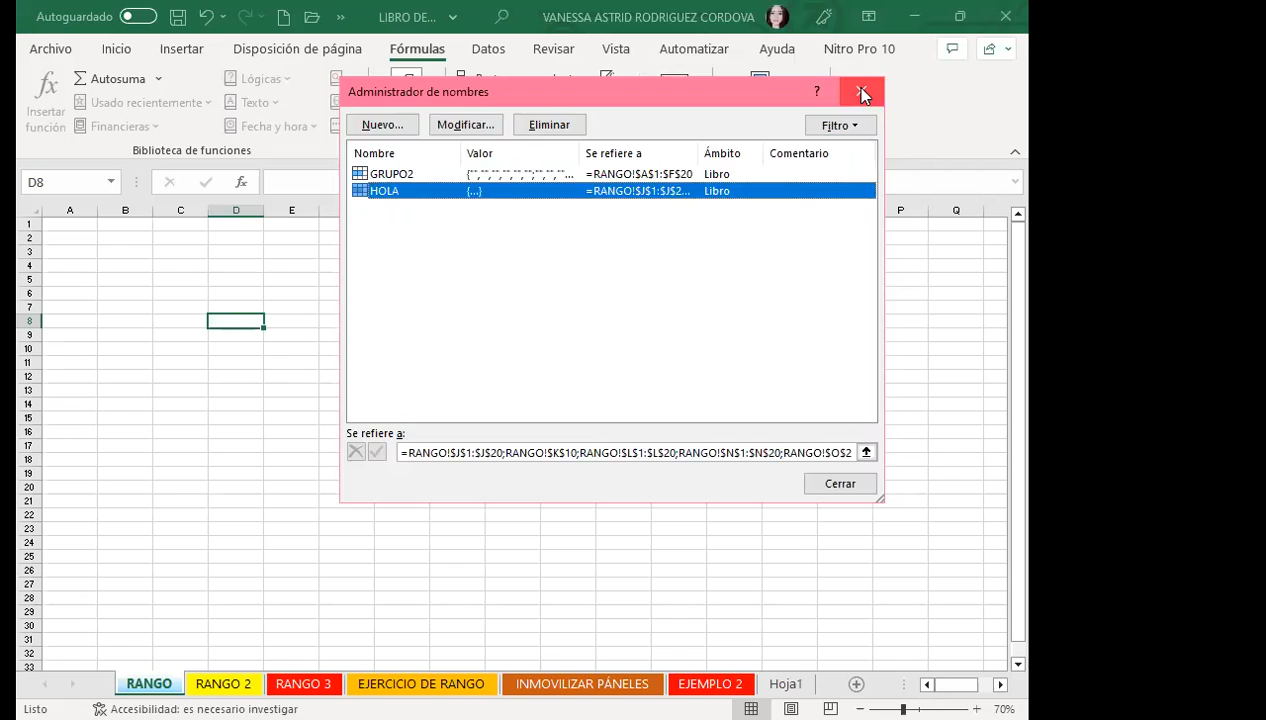 Autoguardado LIBRO DE... VANESSA ASTRID RODRIGUEZ CORDOVA
Archivo Inicio Insertar Disposición de página Fórmulas Datos Revisar Vista Automatizar Ayuda Nitro Pro 10
fx Σ Autosuma Lógicas
Insertar función Usado recientemente Texto
Financieras Fecha y hora
Biblioteca de funciones
Administrador de nombres ?
Nuevo... Modificar... Eliminar Filtro
Nombre Valor Se refiere a Ámbito Comentario
GRUPO2 =RANGO!$A$1:$F$20 Libro
HOLA {...} =RANGO!$J$1:$J$2... Libro
Se refiere a:
=RANGO!$J$1:$J$20;RANGO!$K$10;RANGO!$L$1:$L$20;RANGO!$N$1:$N$20;RANGO!$O$2
Cerrar
D8 fx
A B C D E P Q
1
2
3
4
5
6
7
8
9
10
11
12
13
14
15
16
17
18
19
20
21
22
23
24
25
26
27
28
29
30
31
32
33
RANGO RANGO 2 RANGO 3 EJERCICIO DE RANGO INMOVILIZAR PÁNELES EJEMPLO 2 Hoja1
Listo Accesibilidad: es necesario investigar 70%